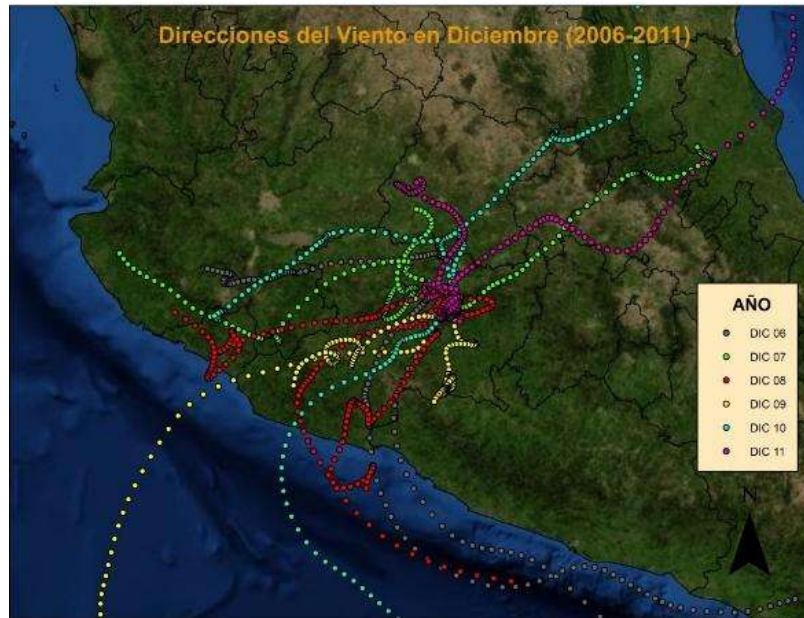 Direcciones del Viento en Diciembre (2006-2011)
AÑO
DIC 06
DIC 07
DIC 08
DIC 09
DIC 10
DIC 11
N